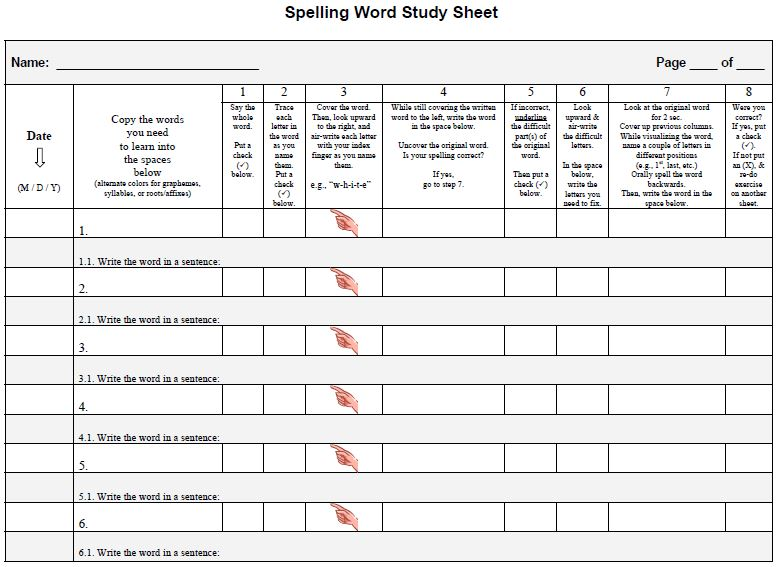 Spelling Word Study Sheet
Name: ________________________________
Page ____ of ____
Date
(M / D / Y)
Copy the words
you need
to learn into
the spaces
below
(alternate colors for graphemes,
syllables, or roots/affixes)
1
Say the
whole
word.
Put a
check
(✓)
below.
2
Trace
each
letter in
the word
as you
name
them.
Put a
check
(✓)
below.
3
Cover the word.
Then, look upward
to the right, and
air-write each letter
with your index
finger as you name
them.
e.g., “w-h-i-t-e”
4
While still covering the written
word to the left, write the word
in the space below.
Uncover the original word.
Is your spelling correct?
If yes,
go to step 7.
5
If incorrect,
underline
the difficult
part(s) of
the original
word.
Then put a
check (✓)
below.
6
Look
upward &
air-write
the difficult
letters.
In the space
below,
write the
letters you
need to fix.
7
Look at the original word
for 2 sec.
Cover up previous columns.
While visualizing the word,
name a couple of letters in
different positions
(e.g., 1st, last, etc.)
Orally spell the word
backwards.
Then, write the word in the
space below.
8
Were you
correct?
If yes, put
a check
(✓).
If not put
an (X), &
re-do
exercise
on another
sheet.
1.
1.1. Write the word in a sentence:
2.
2.1. Write the word in a sentence:
3.
3.1. Write the word in a sentence:
4.
4.1. Write the word in a sentence:
5.
5.1. Write the word in a sentence:
6.
6.1. Write the word in a sentence: